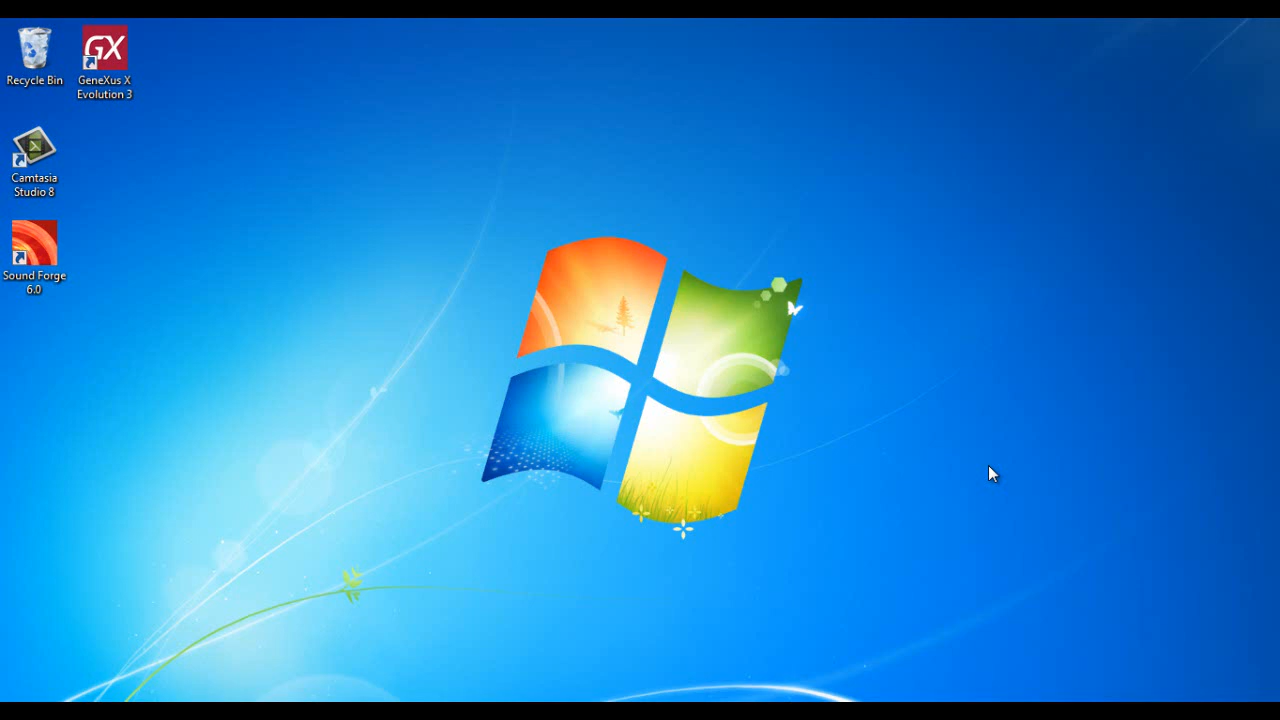 Recycle Bin
GX
GeneXus X
Evolution 3
Camtasia
Studio 8
Sound Forge
6.0